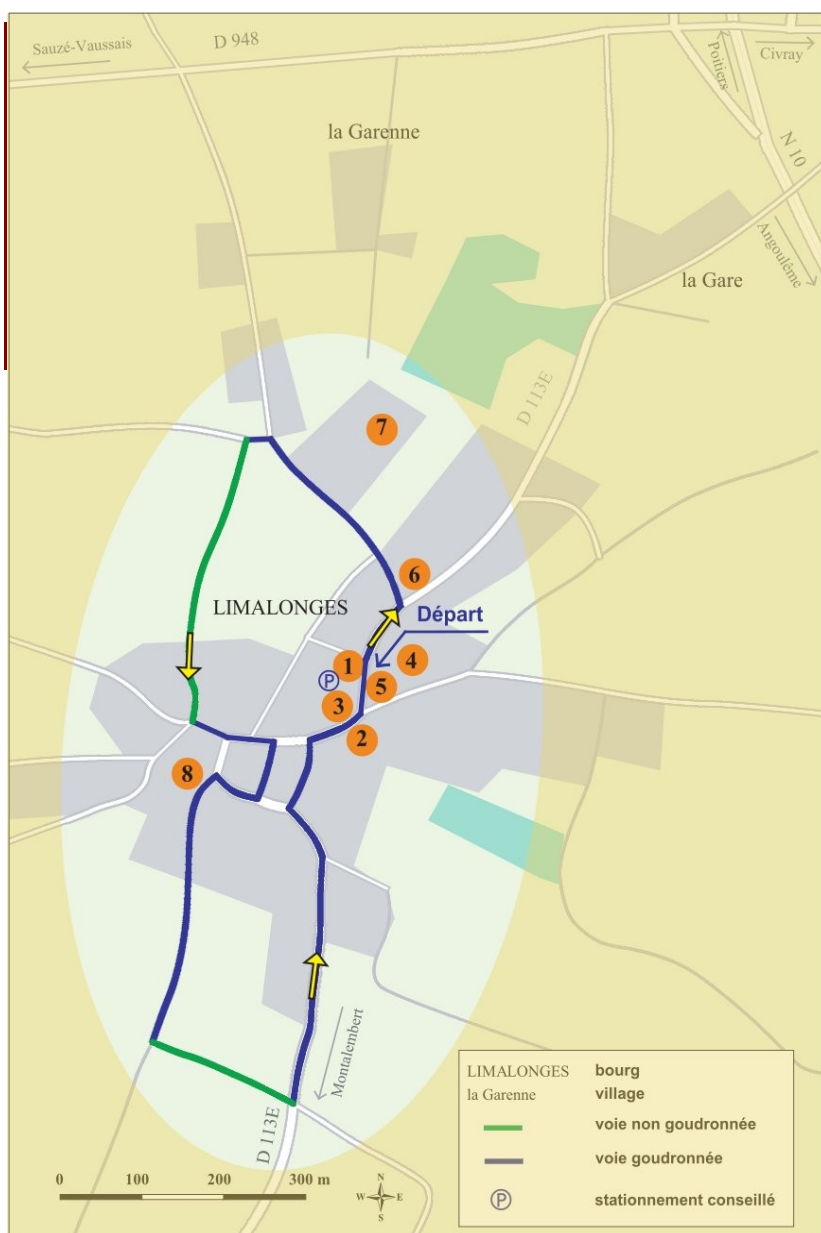 Sauzé-Vaussais
D 948
Poitiers
Civray
la Garenne
N 10
Angoulême
la Gare
D 113E
7
6
LIMALONGES
Départ
1
4
P
5
3
2
8
Montalembert
D 113E
0 100 200 300 m
N
W E
S
LIMALONGES bourg
la Garenne village
voie non goudronnée
voie goudronnée
P stationnement conseillé